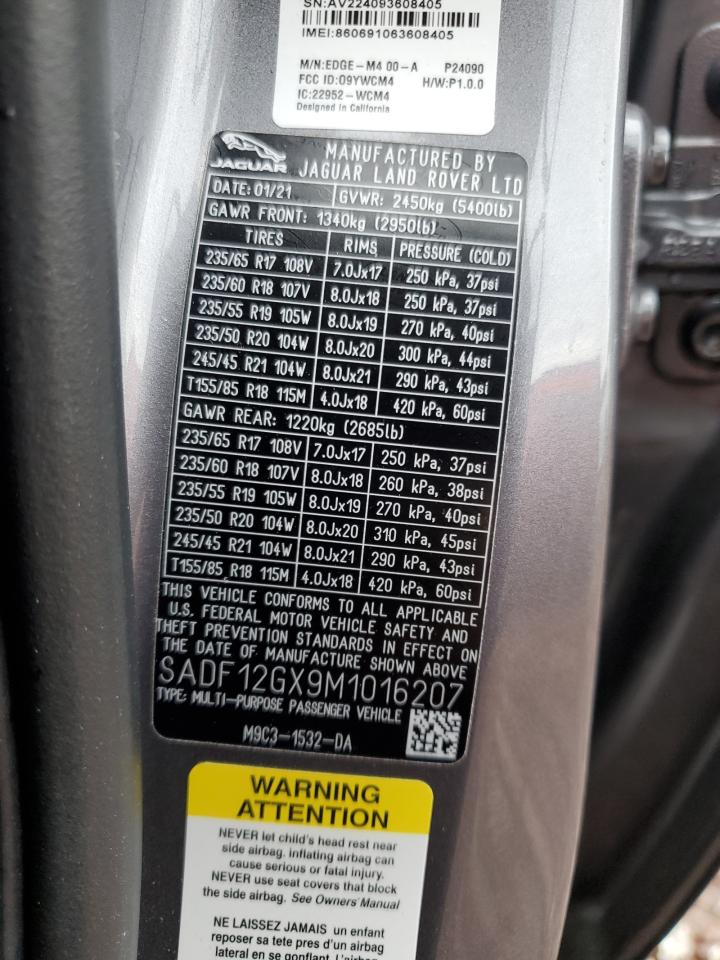 SN:AV224093608405
IMEI:860691063608405
M/N:EDGE-M4 00-A P24090
FCC ID:O9YWCM4 H/W:P1.0.0
IC:22952-WCM4
Designed in California
JAGUAR
MANUFACTURED BY
JAGUAR LAND ROVER LTD
DATE:01/21 GVWR: 2450kg (5400lb)
GAWR FRONT: 1340kg (2950lb)
TIRES RIMS PRESSURE (COLD)
235/65 R17 108V 7.0Jx17 250 kPa, 37psi
235/60 R18 107V 8.0Jx18 250 kPa, 37psi
235/55 R19 105W 8.0Jx19 270 kPa, 40psi
235/50 R20 104W 8.0Jx20 300 kPa, 44psi
245/45 R21 104W 8.0Jx21 290 kPa, 43psi
T155/85 R18 115M 4.0Jx18 420 kPa, 60psi
GAWR REAR: 1220kg (2685lb)
235/65 R17 108V 7.0Jx17 250 kPa, 37psi
235/60 R18 107V 8.0Jx18 260 kPa, 38psi
235/55 R19 105W 8.0Jx19 270 kPa, 40psi
235/50 R20 104W 8.0Jx20 310 kPa, 45psi
245/45 R21 104W 8.0Jx21 290 kPa, 43psi
T155/85 R18 115M 4.0Jx18 420 kPa, 60psi
THIS VEHICLE CONFORMS TO ALL APPLICABLE
U.S. FEDERAL MOTOR VEHICLE SAFETY AND
THEFT PREVENTION STANDARDS IN EFFECT ON
THE DATE OF MANUFACTURE SHOWN ABOVE
SADF12GX9M1016207
TYPE: MULTI-PURPOSE PASSENGER VEHICLE
M9C3-1532-DA
WARNING
ATTENTION
NEVER let child's head rest near
side airbag. inflating airbag can
cause serious or fatal injury.
NEVER use seat covers that block
the side airbag. See Owners' Manual
NE LAISSEZ JAMAIS un enfant
reposer sa tete pres d'un airbag
lateral en